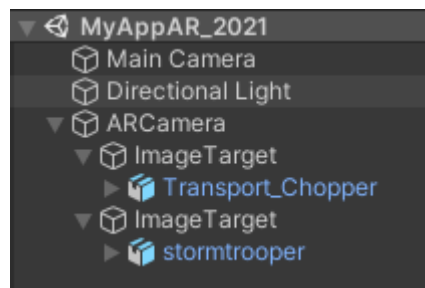 MyAppAR_2021
Main Camera
Directional Light
ARCamera
ImageTarget
Transport_Chopper
ImageTarget
stormtrooper